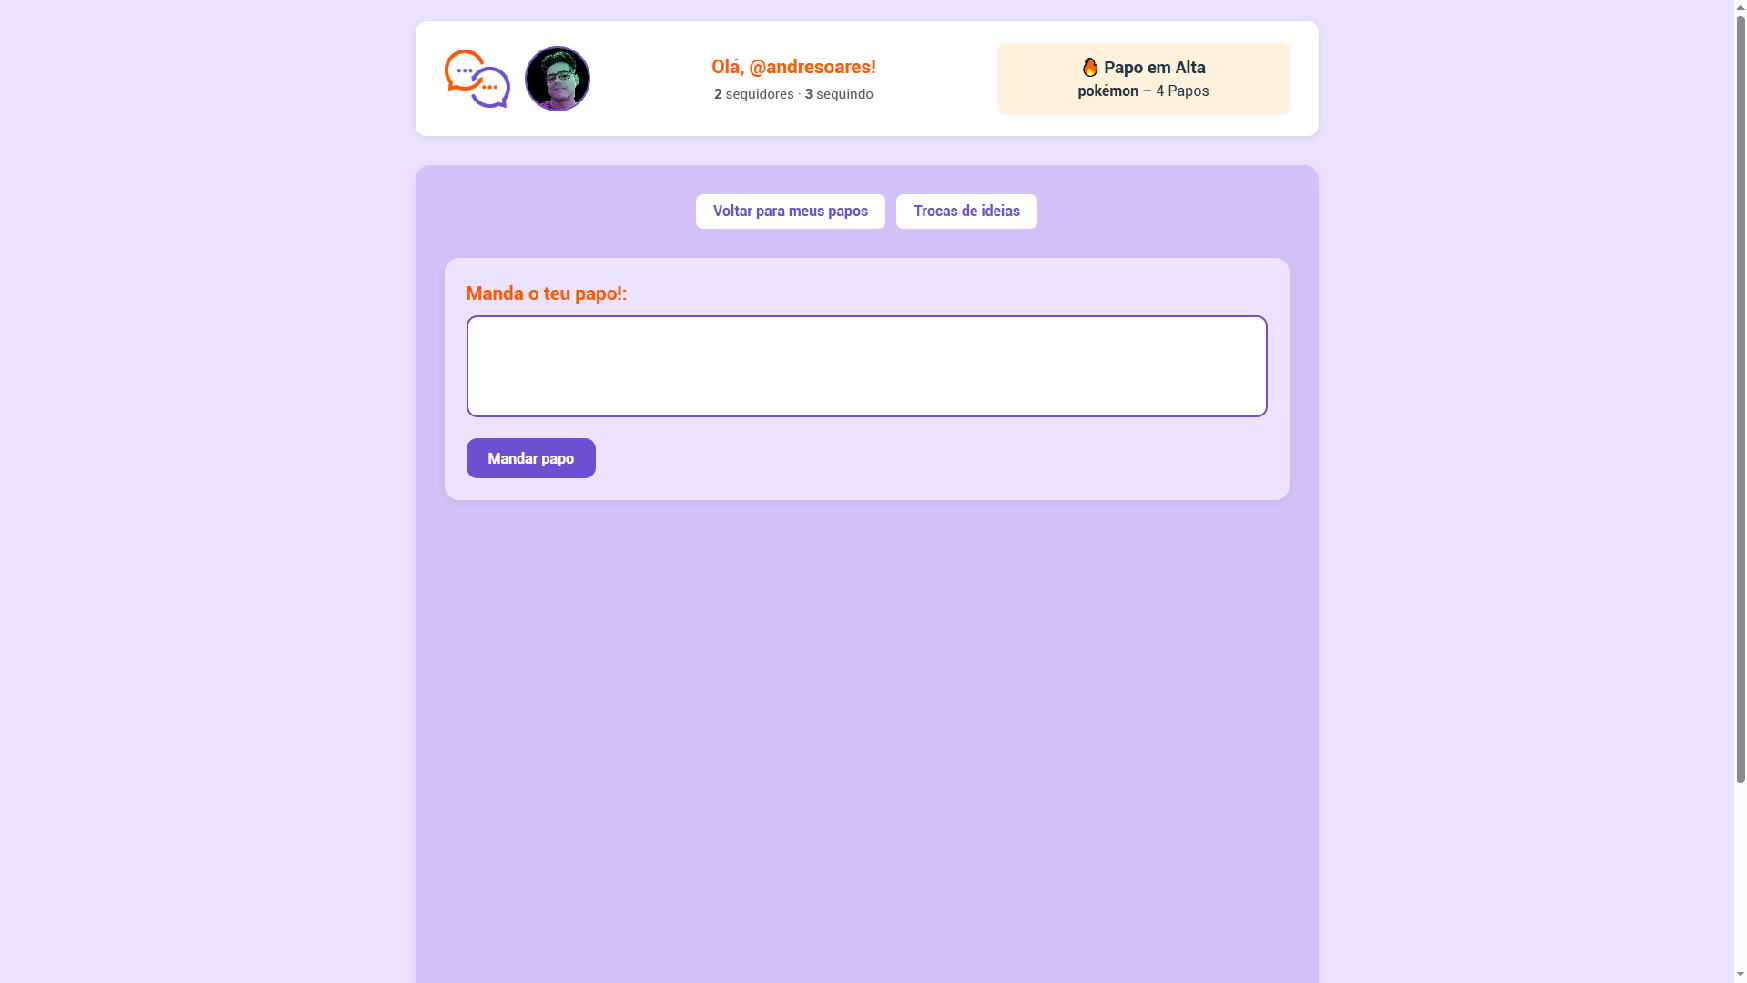 Olá, @andresoares!
2 seguidores · 3 seguindo
🔥 Papo em Alta
pokémon – 4 Papos
Voltar para meus papos
Trocas de ideias
Manda o teu papo!:
Mandar papo